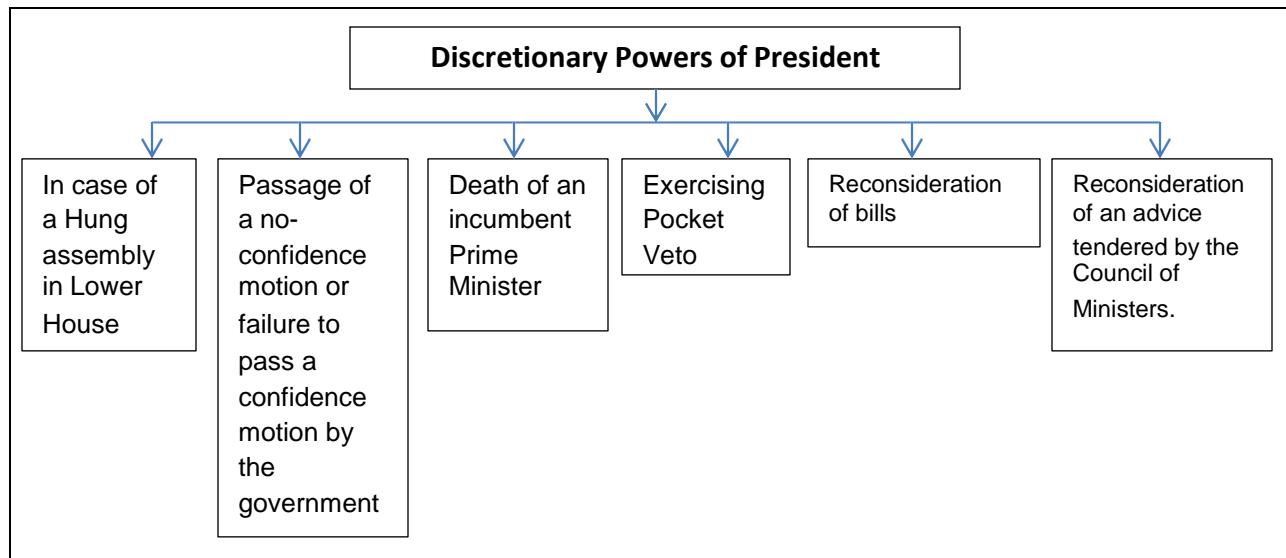 Discretionary Powers of President
In case of
a Hung
assembly
in Lower
House
Passage of
a no-
confidence
motion or
failure to
pass a
confidence
motion by
the
government
Death of an
incumbent
Prime
Minister
Exercising
Pocket
Veto
Reconsideration
of bills
Reconsideration
of an advice
tendered by the
Council of
Ministers.